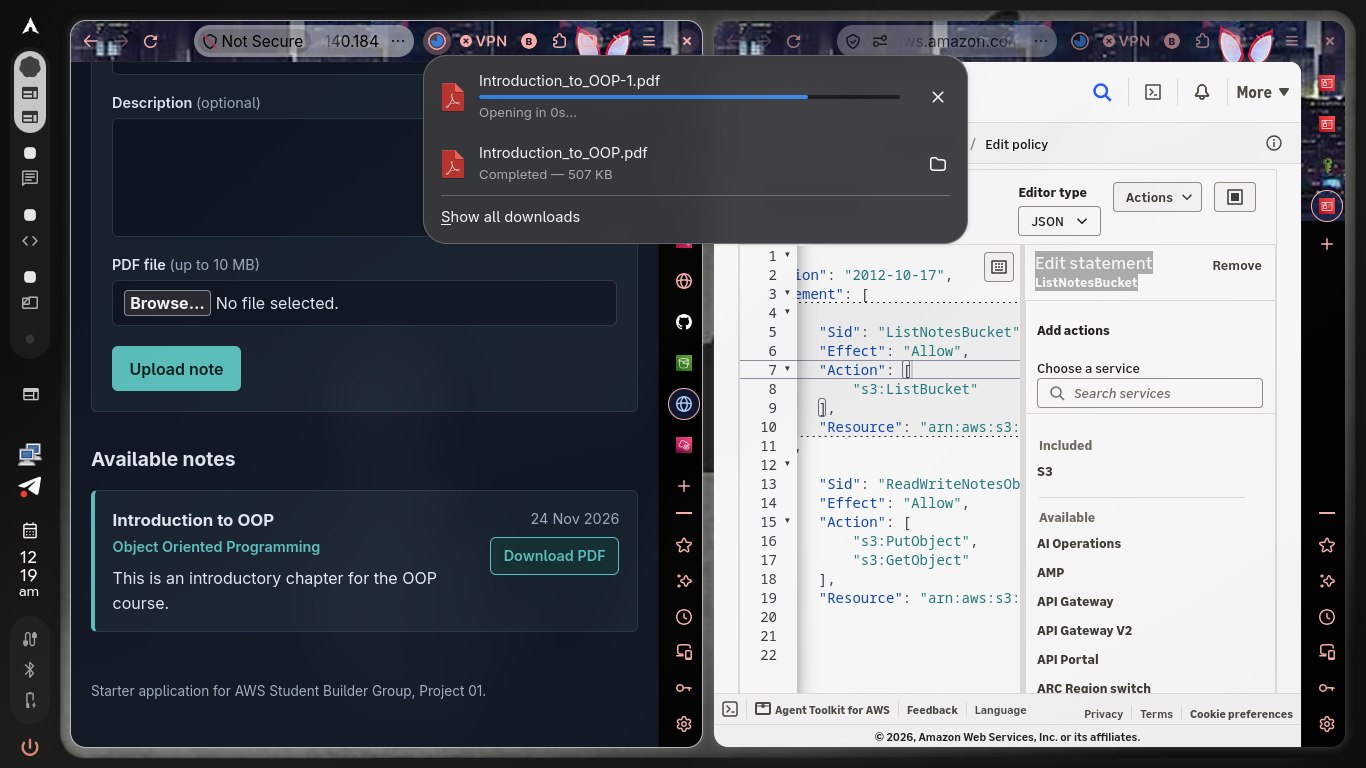 Not Secure
140.184
VPN
B
Description (optional)
PDF file (up to 10 MB)
Browse... No file selected.
Upload note
Available notes
Introduction to OOP
24 Nov 2026
Object Oriented Programming
Download PDF
This is an introductory chapter for the OOP
course.
Starter application for AWS Student Builder Group, Project 01.
Introduction_to_OOP-1.pdf
Opening in 0s...
Introduction_to_OOP.pdf
Completed — 507 KB
Show all downloads
ws.amazon.co
VPN
B
More
/ Edit policy
Editor type
JSON
Actions
1
2 ion": "2012-10-17",
3 ement": [
4
5 "Sid": "ListNotesBucket"
6 "Effect": "Allow",
7 "Action": [
8 "s3:ListBucket"
9 ],
10 "Resource": "arn:aws:s3:
11 ,
12
13 "Sid": "ReadWriteNotesOb
14 "Effect": "Allow",
15 "Action": [
16 "s3:PutObject",
17 "s3:GetObject"
18 ],
19 "Resource": "arn:aws:s3:
20
21
22
Edit statement
ListNotesBucket
Remove
Add actions
Choose a service
Search services
Included
S3
Available
AI Operations
AMP
API Gateway
API Gateway V2
API Portal
ARC Region switch
Agent Toolkit for AWS
Feedback
Language
Privacy
Terms
Cookie preferences
© 2026, Amazon Web Services, Inc. or its affiliates.
12
19
am